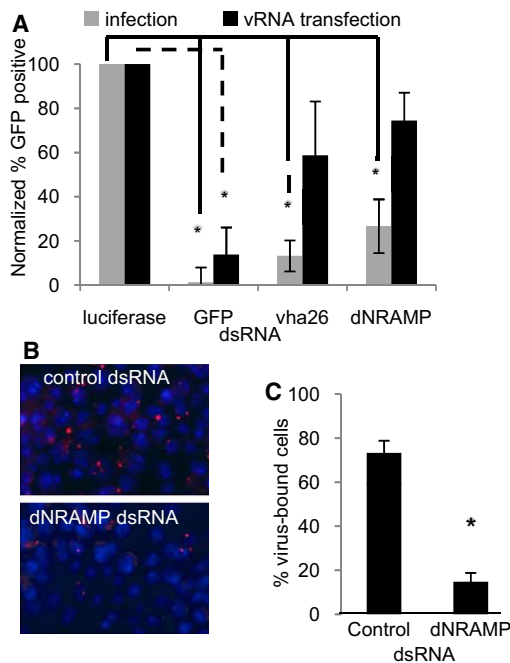 A
infection
vRNA transfection
Normalized % GFP positive
100
80
60
40
20
0
* * * *
luciferase GFP vha26 dNRAMP
dsRNA
B
control dsRNA
dNRAMP dsRNA
C
% virus-bound cells
100
80
60
40
20
0
*
Control dNRAMP
dsRNA